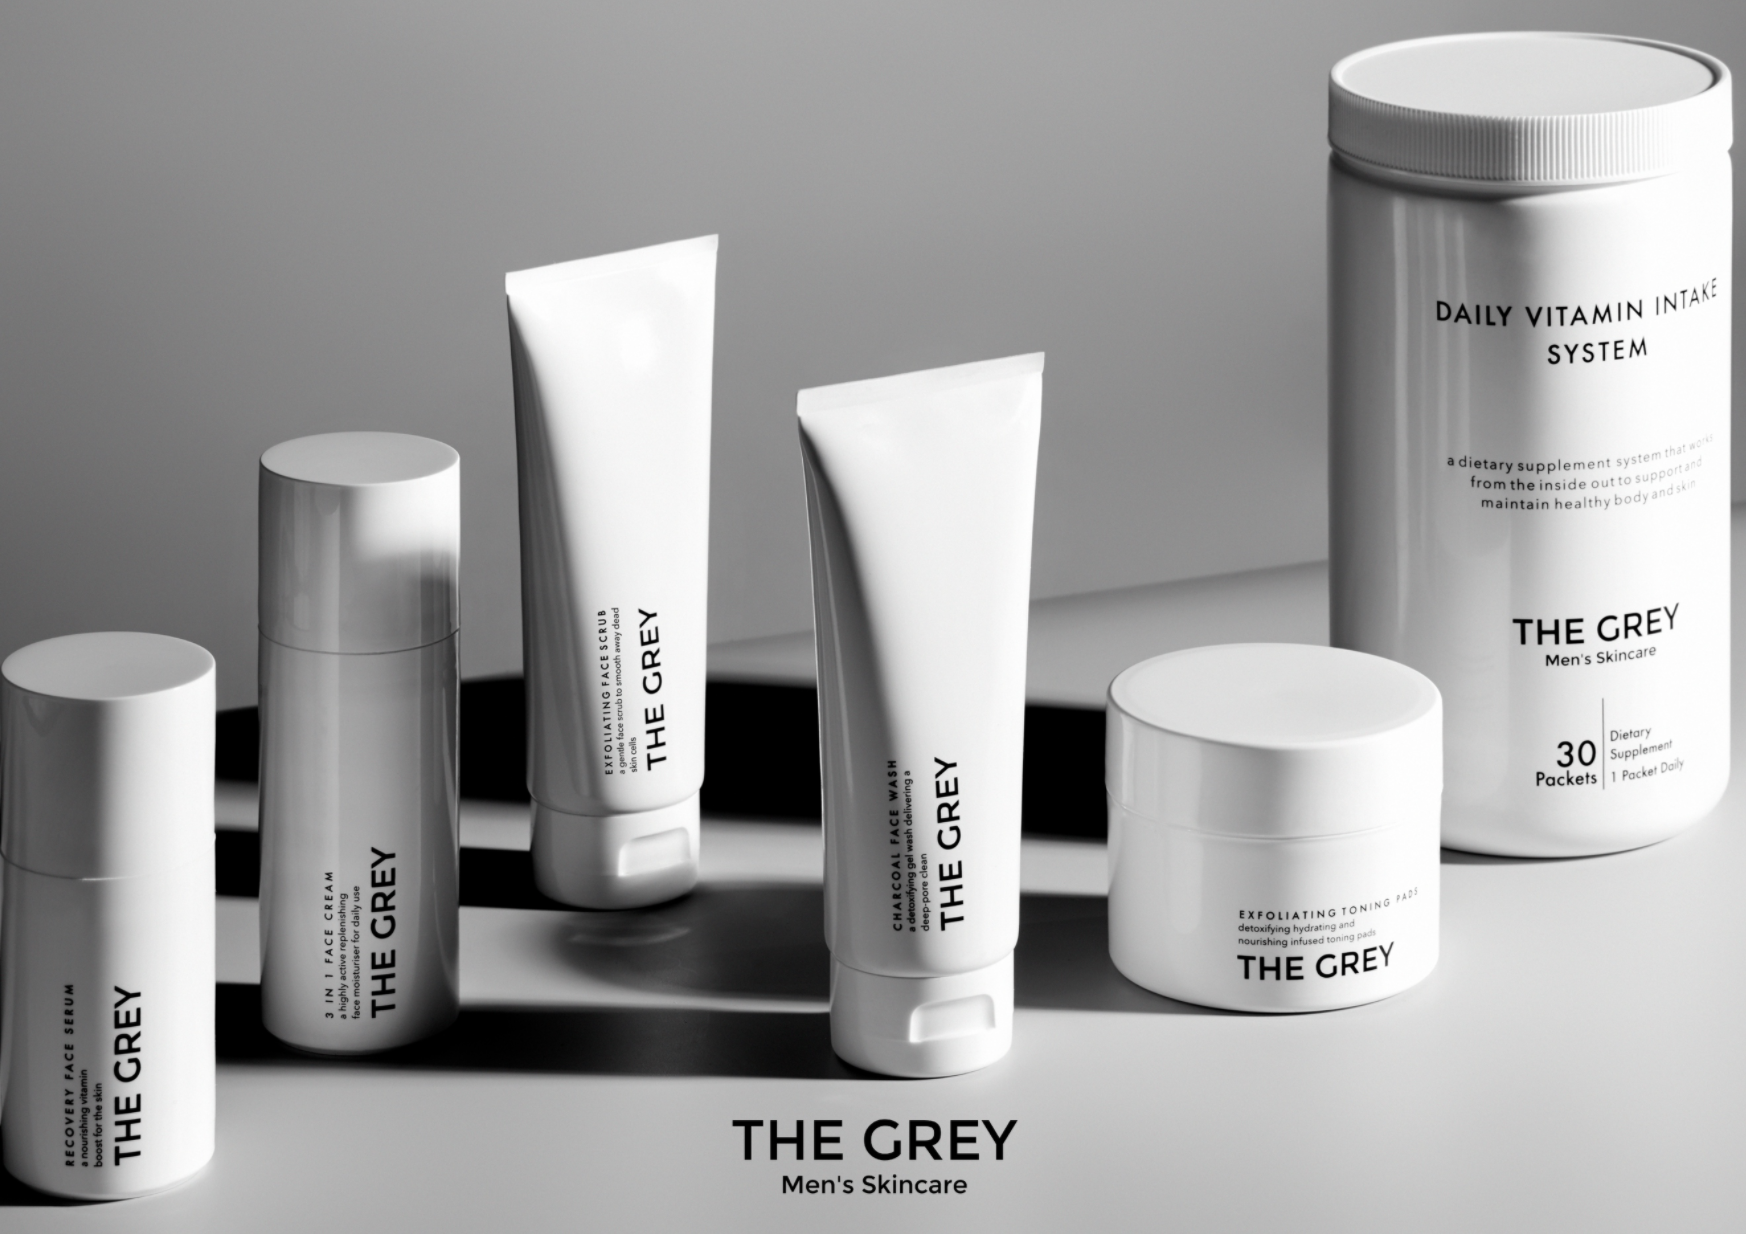 RECOVERY FACE SERUM
a nourishing vitamin
boost for the skin
THE GREY
3 IN 1 FACE CREAM
a highly active replenishing
face moisturiser for daily use
THE GREY
EXFOLIATING FACE SCRUB
a gentle face scrub to smooth away dead
skin cells
THE GREY
CHARCOAL FACE WASH
a detoxifying gel wash delivering a
deep-pore clean
THE GREY
EXFOLIATING TONING PADS
detoxifying hydrating and
nourishing infused toning pads
THE GREY
DAILY VITAMIN INTAKE
SYSTEM
a dietary supplement system that works
from the inside out to support and
maintain healthy body and skin
THE GREY
Men's Skincare
30
Packets
Dietary
Supplement
1 Packet Daily
THE GREY
Men's Skincare